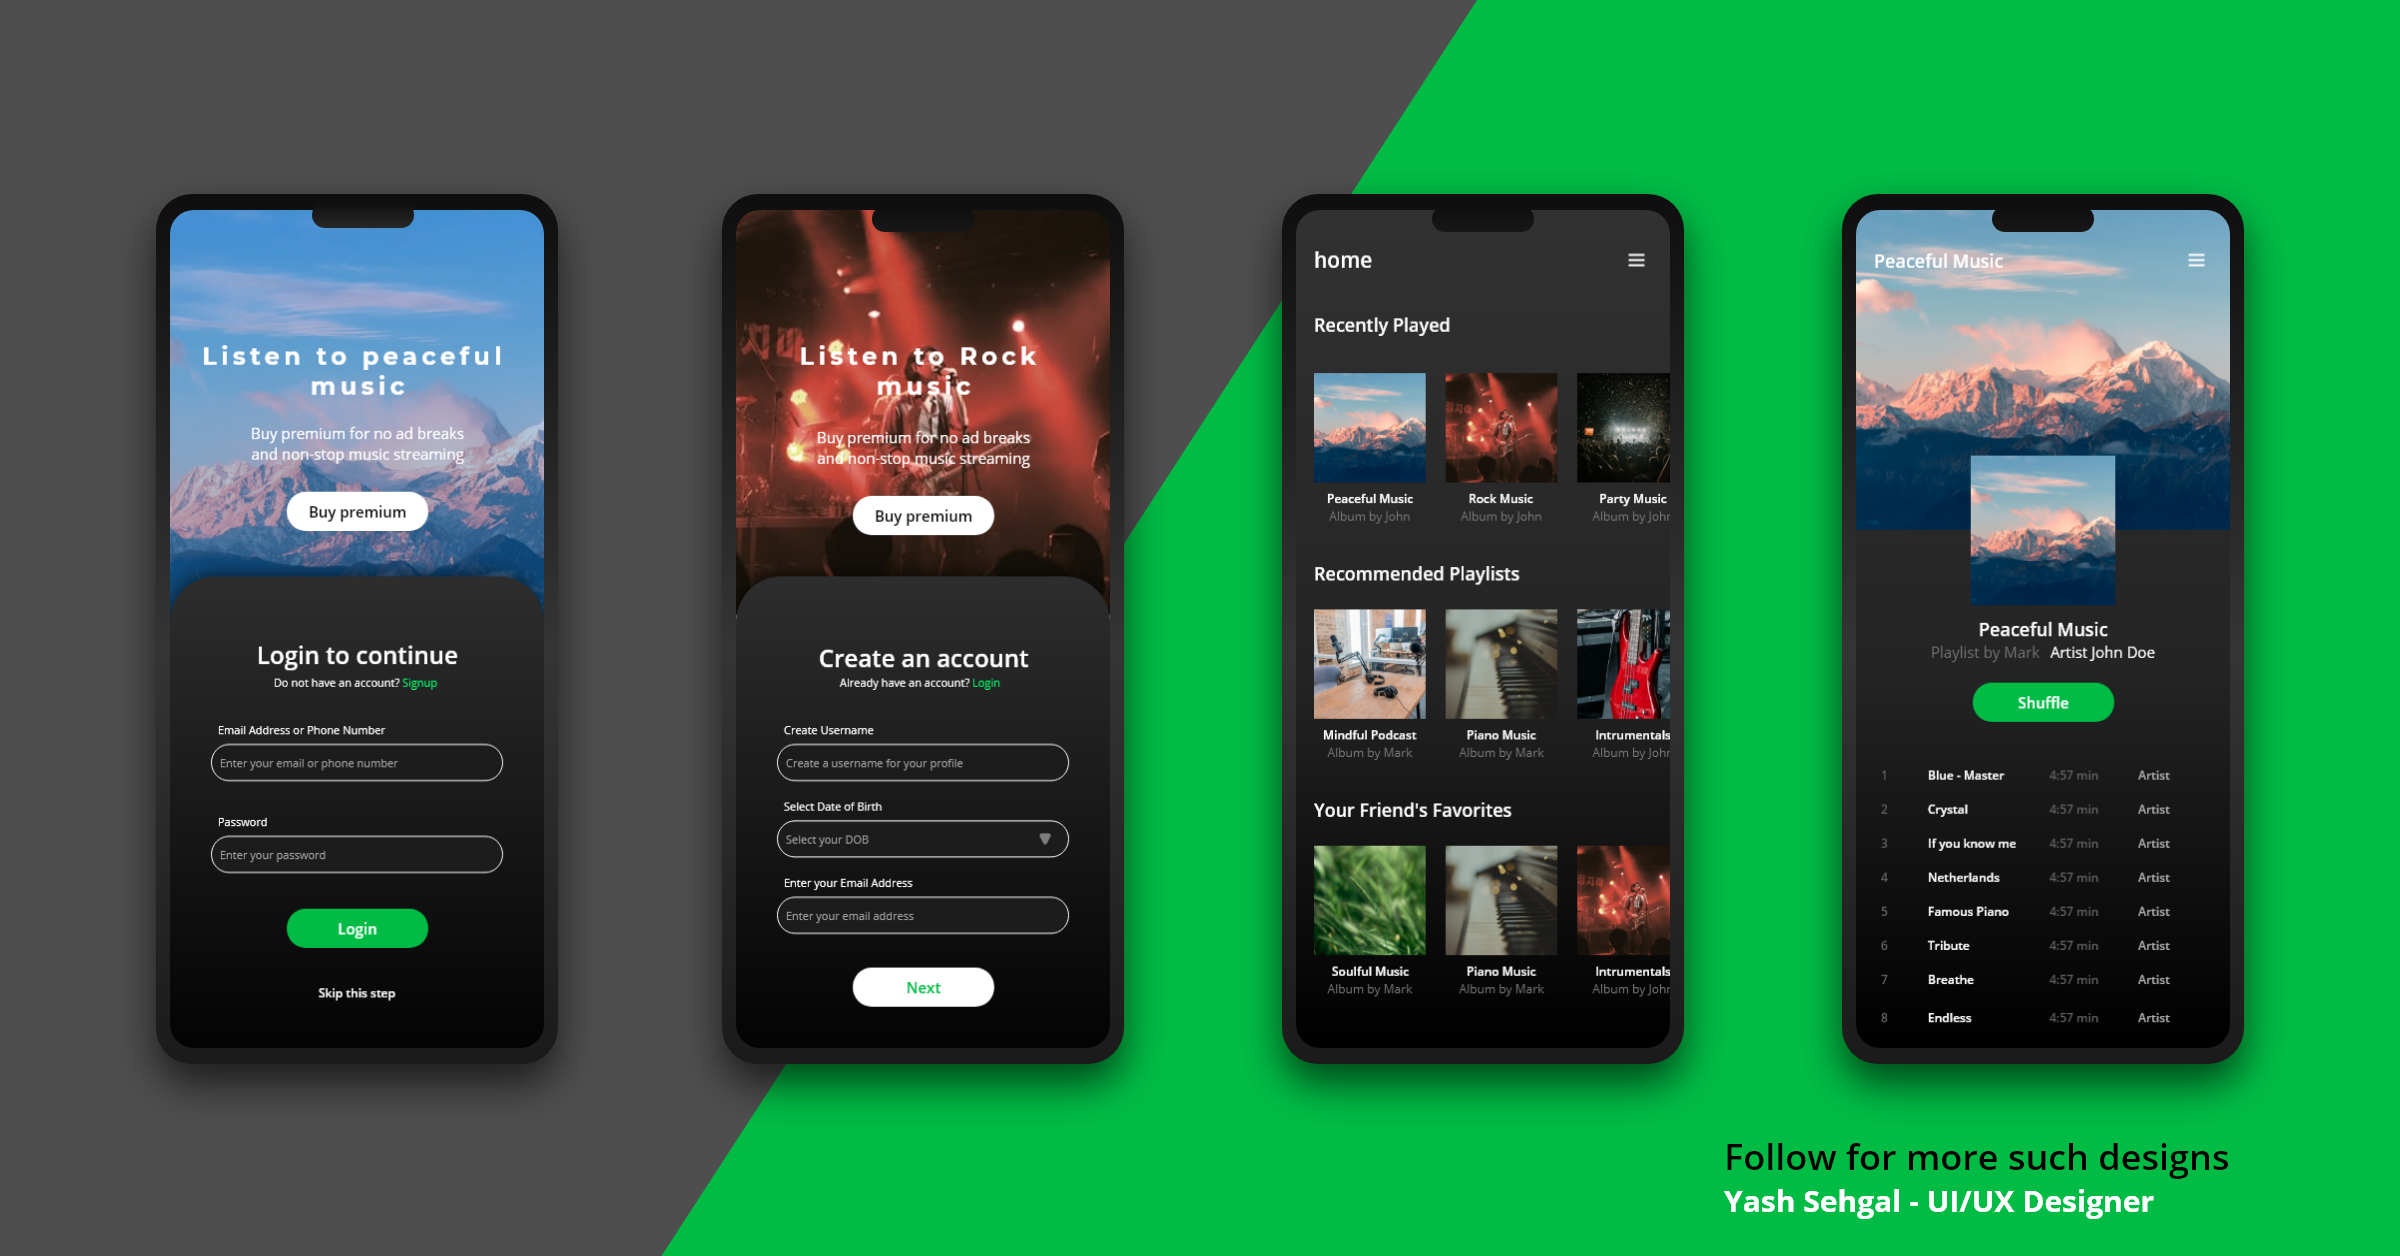 Listen to peaceful
music
Buy premium for no ad breaks
and non-stop music streaming
Buy premium
Login to continue
Do not have an account? Signup
Email Address or Phone Number
Enter your email or phone number
Password
Enter your password
Login
Skip this step
Listen to Rock
music
Buy premium for no ad breaks
and non-stop music streaming
Buy premium
Create an account
Already have an account? Login
Create Username
Create a username for your profile
Select Date of Birth
Select your DOB
Enter your Email Address
Enter your email address
Next
home
Recently Played
Peaceful Music Rock Music Party Music
Album by John Album by John Album by John
Recommended Playlists
Mindful Podcast Piano Music Intrumentals
Album by Mark Album by Mark Album by John
Your Friend's Favorites
Soulful Music Piano Music Intrumentals
Album by Mark Album by Mark Album by John
Peaceful Music
Peaceful Music
Playlist by Mark Artist John Doe
Shuffle
1 Blue - Master 4:57 min Artist
2 Crystal 4:57 min Artist
3 If you know me 4:57 min Artist
4 Netherlands 4:57 min Artist
5 Famous Piano 4:57 min Artist
6 Tribute 4:57 min Artist
7 Breathe 4:57 min Artist
8 Endless 4:57 min Artist
Follow for more such designs
Yash Sehgal - UI/UX Designer